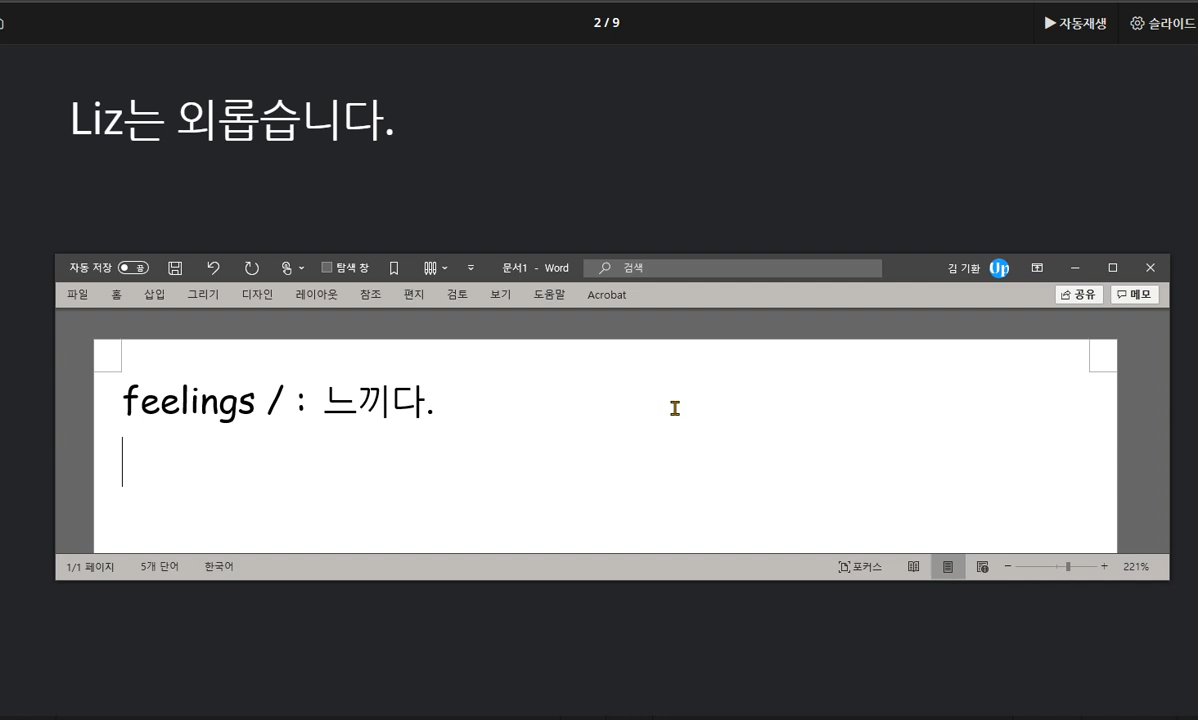 2 / 9
▶ 자동재생
슬라이드
Liz는 외롭습니다.
자동 저장 끔
탐색 창
문서1 - Word
검색
김 기환
Up
파일 홈 삽입 그리기 디자인 레이아웃 참조 편지 검토 보기 도움말 Acrobat
공유
메모
feelings / : 느끼다.
1/1 페이지 5개 단어 한국어
포커스
- + 221%